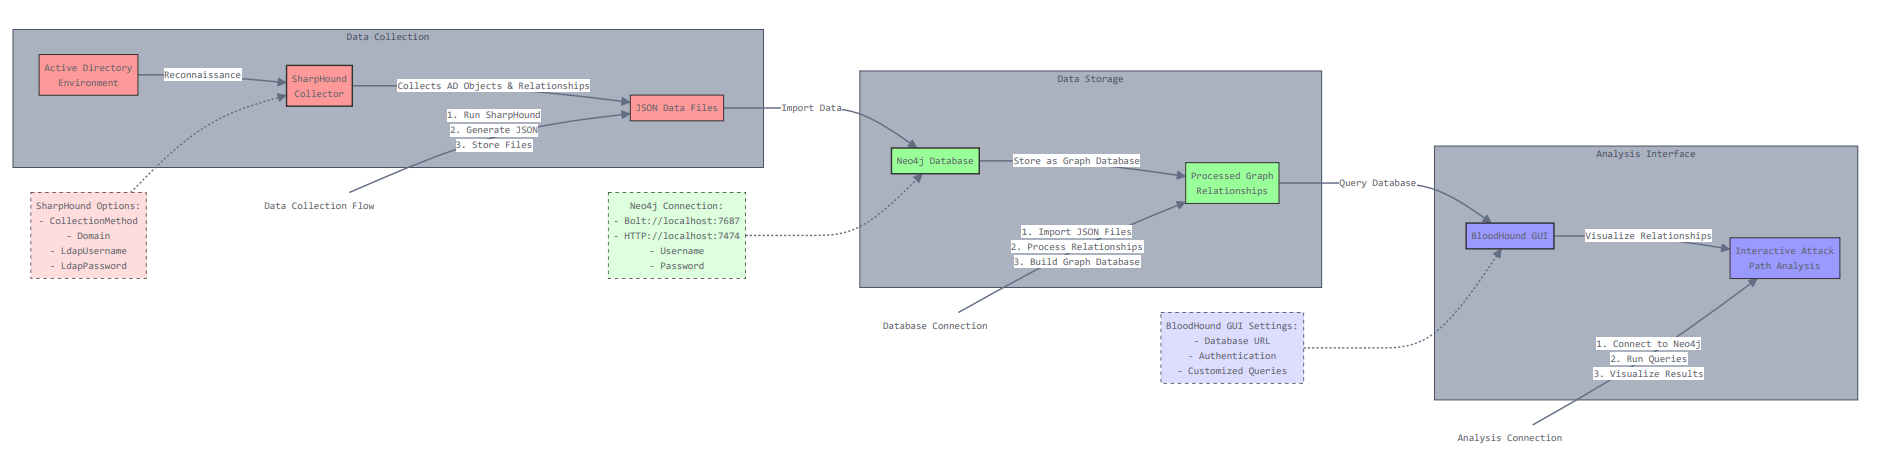 Data Collection
Active Directory
Environment
Reconnaissance
SharpHound
Collector
Collects AD Objects & Relationships
JSON Data Files
1. Run SharpHound
2. Generate JSON
3. Store Files
SharpHound Options:
- CollectionMethod
- Domain
- LdapUsername
- LdapPassword
Data Collection Flow
Import Data
Data Storage
Neo4j Database
Store as Graph Database
Processed Graph
Relationships
Neo4j Connection:
- Bolt://localhost:7687
- HTTP://localhost:7474
- Username
- Password
1. Import JSON Files
2. Process Relationships
3. Build Graph Database
Database Connection
Query Database
Analysis Interface
BloodHound GUI
Visualize Relationships
Interactive Attack
Path Analysis
BloodHound GUI Settings:
- Database URL
- Authentication
- Customized Queries
1. Connect to Neo4j
2. Run Queries
3. Visualize Results
Analysis Connection